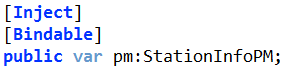 [Inject]
[Bindable]
public var pm:StationInfoPM;